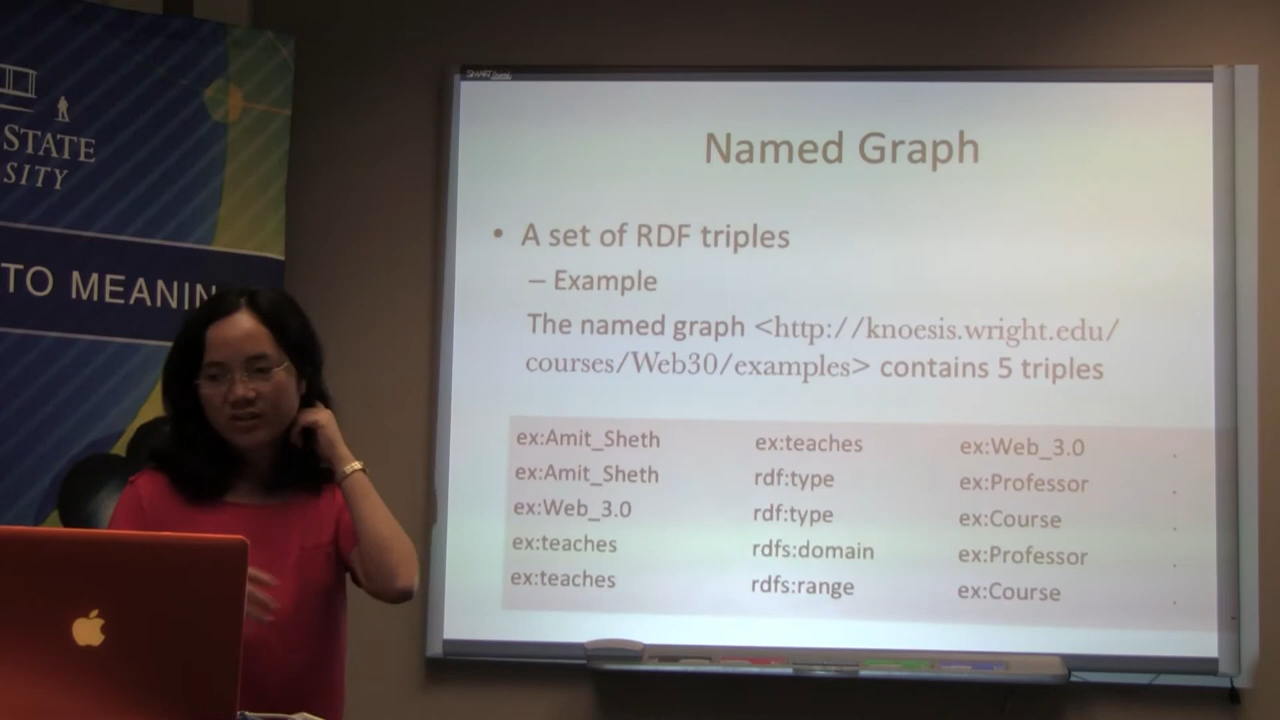 STATE
SITY
TO MEANIN
SMART
Named Graph
• A set of RDF triples
– Example
The named graph <http://knoesis.wright.edu/
courses/Web30/examples> contains 5 triples
ex:Amit_Sheth ex:teaches ex:Web_3.0 .
ex:Amit_Sheth rdf:type ex:Professor .
ex:Web_3.0 rdf:type ex:Course .
ex:teaches rdfs:domain ex:Professor .
ex:teaches rdfs:range ex:Course .